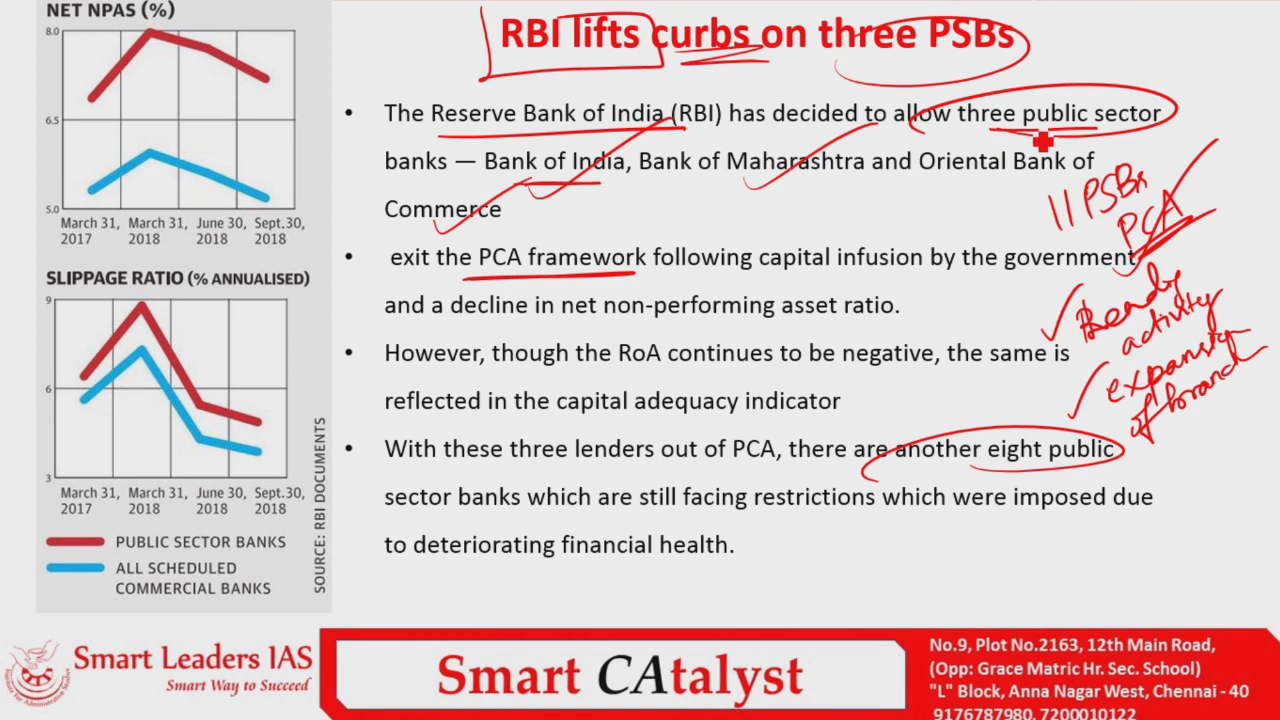 NET NPAS (%)
8.0
6.5
5.0
March 31, March 31, June 30, Sept.30,
2017 2018 2018 2018
SLIPPAGE RATIO (% ANNUALISED)
9
6
3
March 31, March 31, June 30, Sept.30,
2017 2018 2018 2018
PUBLIC SECTOR BANKS
ALL SCHEDULED
COMMERCIAL BANKS
SOURCE: RBI DOCUMENTS
RBI lifts curbs on three PSBs
• The Reserve Bank of India (RBI) has decided to allow three public sector
banks — Bank of India, Bank of Maharashtra and Oriental Bank of
Commerce
• exit the PCA framework following capital infusion by the government
and a decline in net non-performing asset ratio.
• However, though the RoA continues to be negative, the same is
reflected in the capital adequacy indicator
• With these three lenders out of PCA, there are another eight public
sector banks which are still facing restrictions which were imposed due
to deteriorating financial health.
11 PSBs
PCA
activity
expansion
of branch
Smart Leaders IAS
Smart Way to Succeed
Smart CAtalyst
No.9, Plot No.2163, 12th Main Road,
(Opp: Grace Matric Hr. Sec. School)
"L" Block, Anna Nagar West, Chennai - 40
9176787980, 7200010122